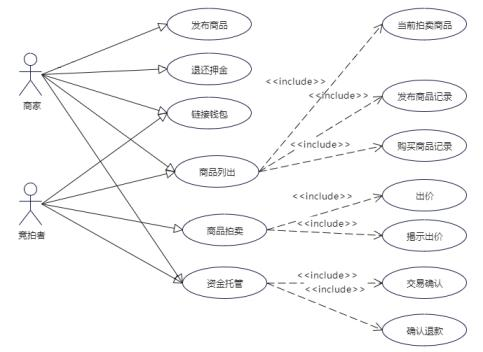 发布商品
当前拍卖商品
退还押金
<<include>>
商家
<<include>>
发布商品记录
链接钱包
<<include>>
购买商品记录
商品列出
竞拍者
<<include>>
出价
商品拍卖
<<include>>
揭示出价
资金托管
<<include>>
交易确认
<<include>>
确认退款